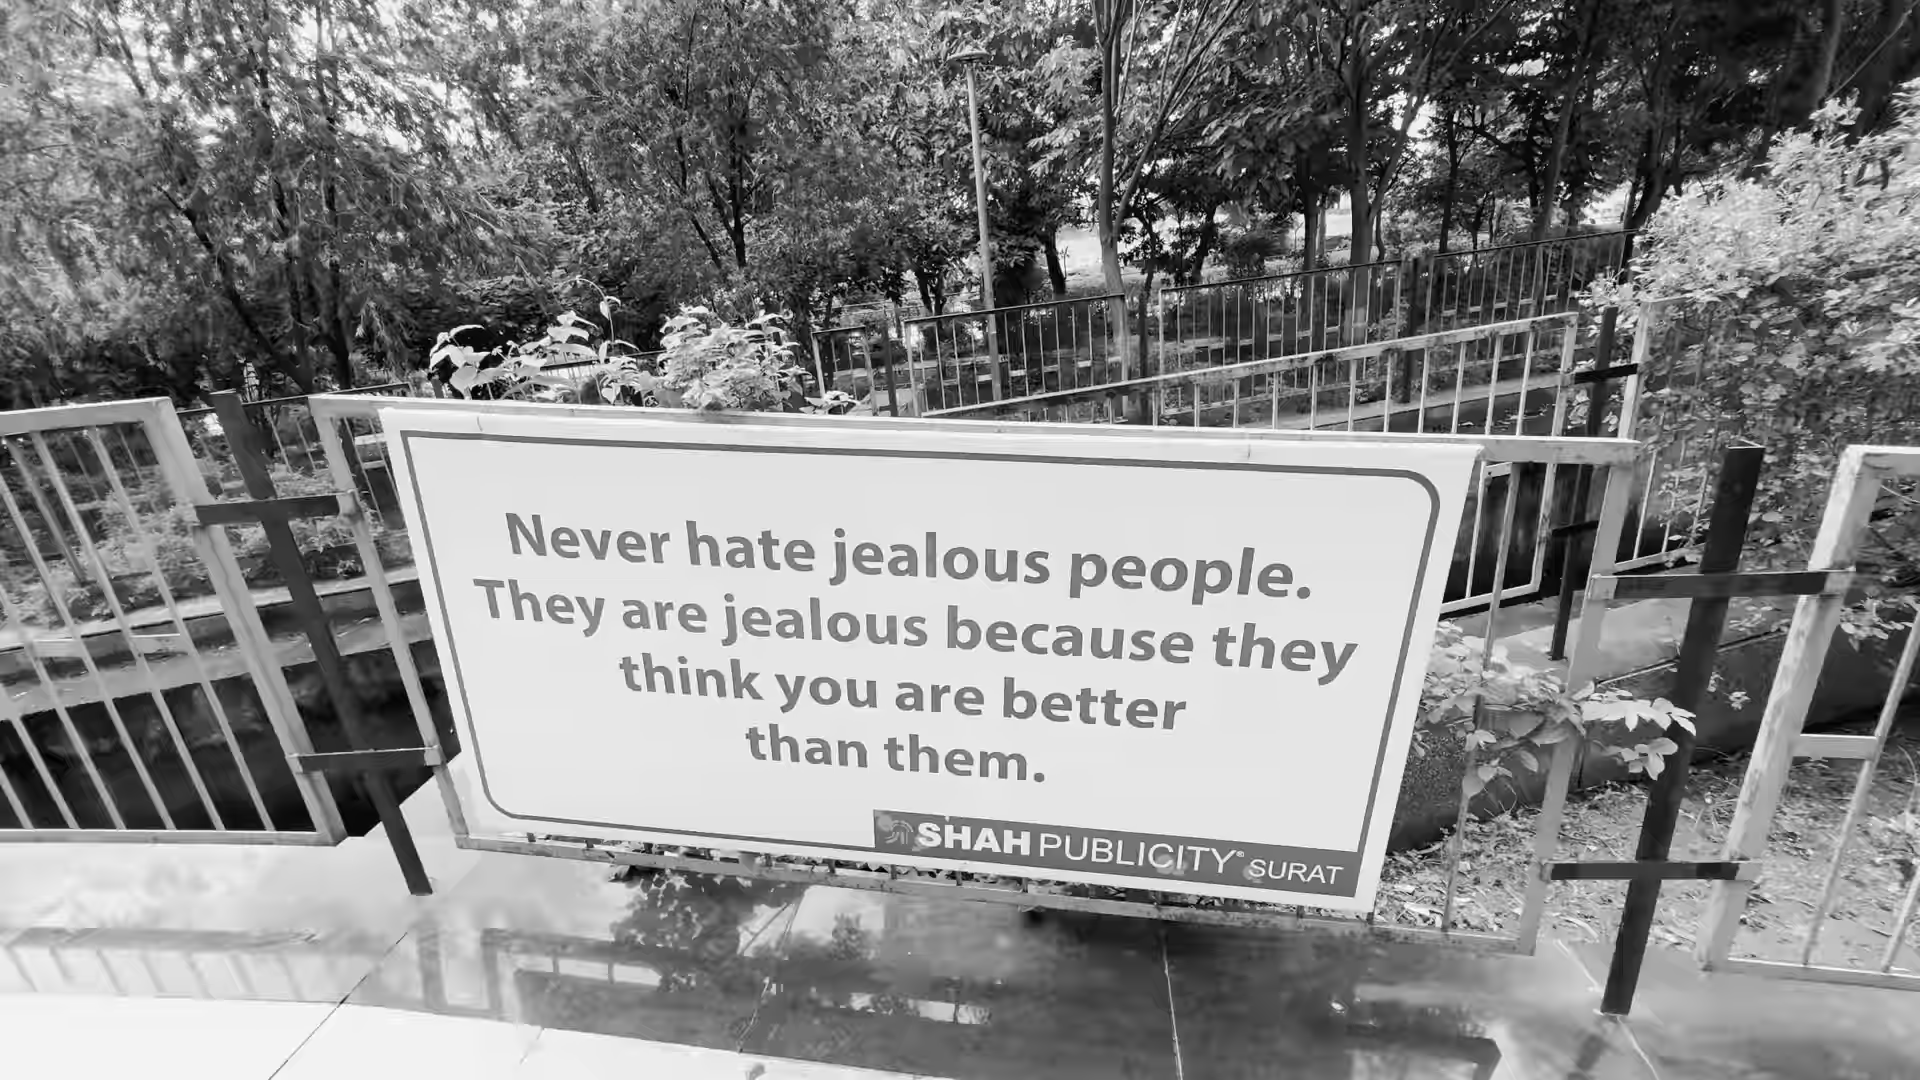 Never hate jealous people.
They are jealous because they
think you are better
than them.
SHAH PUBLICITY® SURAT